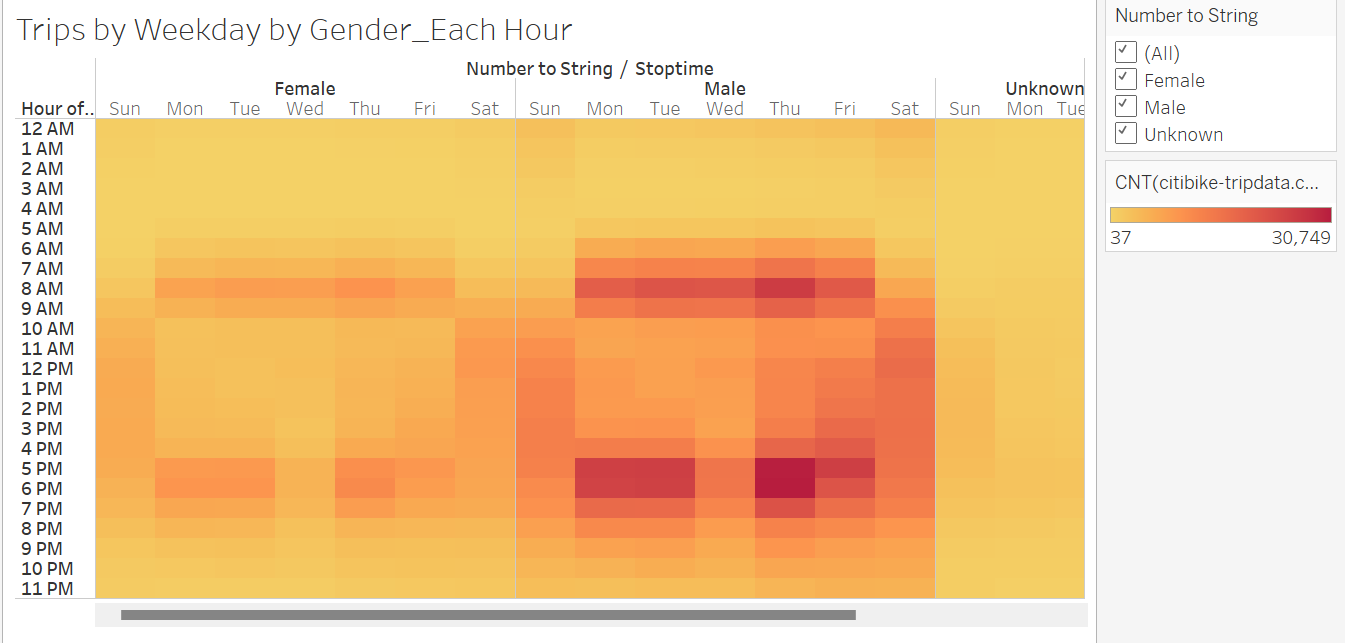 Trips by Weekday by Gender_Each Hour
Number to String / Stoptime
Female Male Unknown
Hour of.. Sun Mon Tue Wed Thu Fri Sat Sun Mon Tue Wed Thu Fri Sat Sun Mon Tue
12 AM
1 AM
2 AM
3 AM
4 AM
5 AM
6 AM
7 AM
8 AM
9 AM
10 AM
11 AM
12 PM
1 PM
2 PM
3 PM
4 PM
5 PM
6 PM
7 PM
8 PM
9 PM
10 PM
11 PM
Number to String
(All)
Female
Male
Unknown
CNT(citibike-tripdata.c...
37 30,749